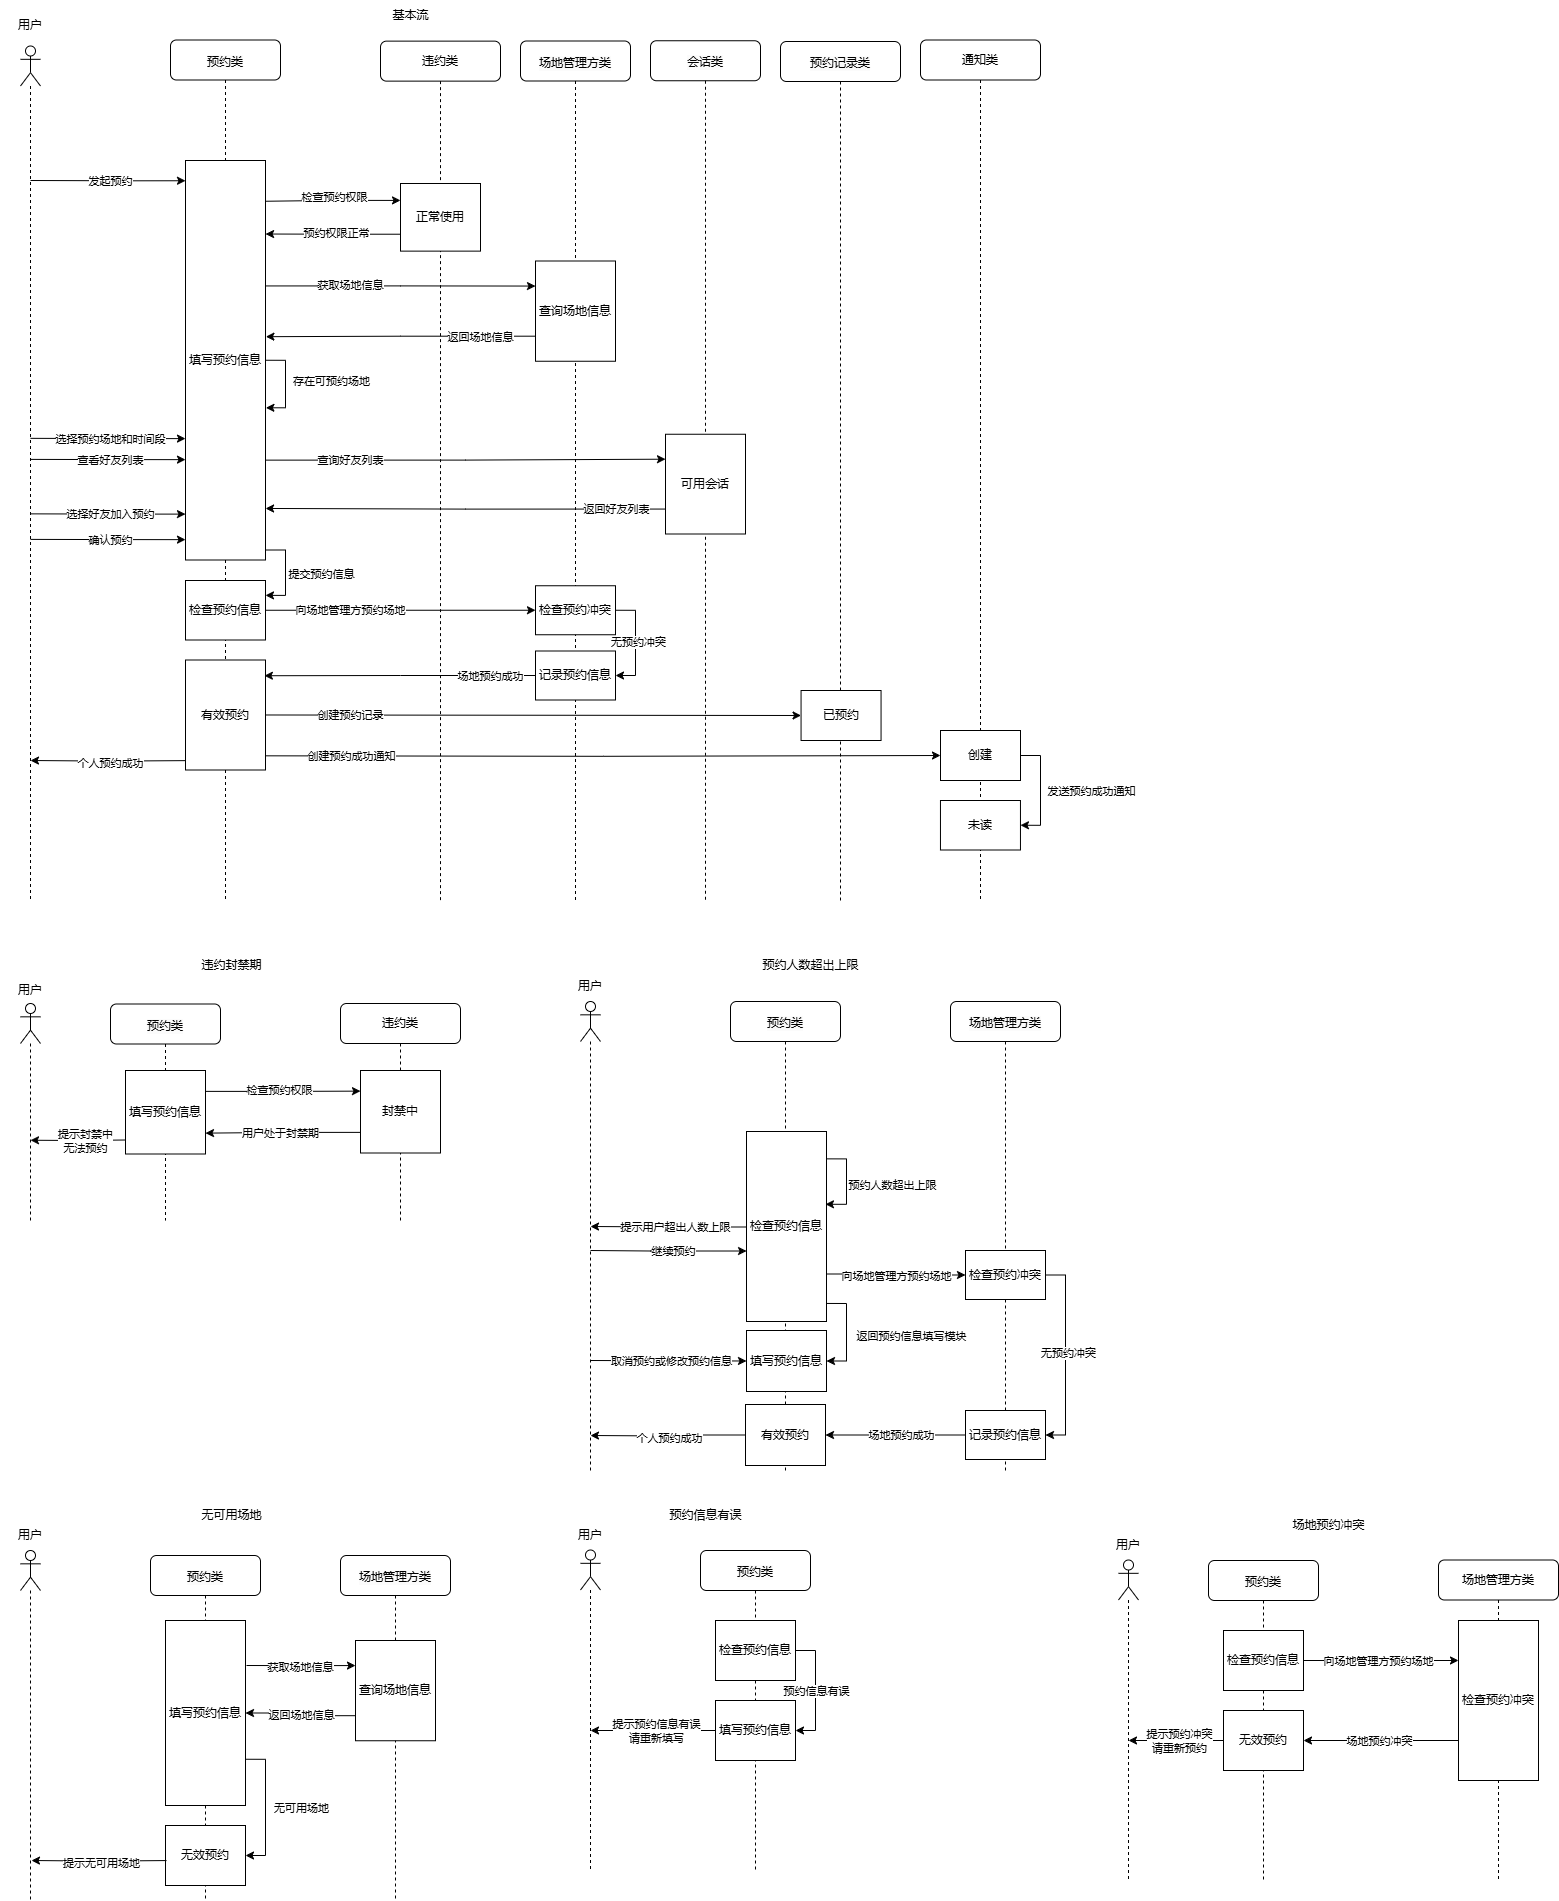 基本流
用户
预约类
违约类
场地管理方类
会话类
预约记录类
通知类
发起预约
检查预约权限
正常使用
预约权限正常
获取场地信息
查询场地信息
返回场地信息
填写预约信息
存在可预约场地
选择预约场地和时间段
查看好友列表
查询好友列表
可用会话
返回好友列表
选择好友加入预约
确认预约
提交预约信息
检查预约信息
向场地管理方预约场地
检查预约冲突
无预约冲突
场地预约成功
记录预约信息
有效预约
创建预约记录
已预约
个人预约成功
创建预约成功通知
创建
发送预约成功通知
未读
违约封禁期
用户
预约类
违约类
填写预约信息
检查预约权限
封禁中
用户处于封禁期
提示封禁中
无法预约
预约人数超出上限
用户
预约类
场地管理方类
预约人数超出上限
检查预约信息
提示用户超出人数上限
继续预约
向场地管理方预约场地
检查预约冲突
返回预约信息填写模块
无预约冲突
取消预约或修改预约信息
填写预约信息
个人预约成功
有效预约
场地预约成功
记录预约信息
无可用场地
用户
预约类
场地管理方类
获取场地信息
查询场地信息
填写预约信息
返回场地信息
无可用场地
无效预约
提示无可用场地
预约信息有误
用户
预约类
检查预约信息
预约信息有误
提示预约信息有误
请重新填写
填写预约信息
场地预约冲突
用户
预约类
场地管理方类
检查预约信息
向场地管理方预约场地
检查预约冲突
提示预约冲突
请重新预约
无效预约
场地预约冲突